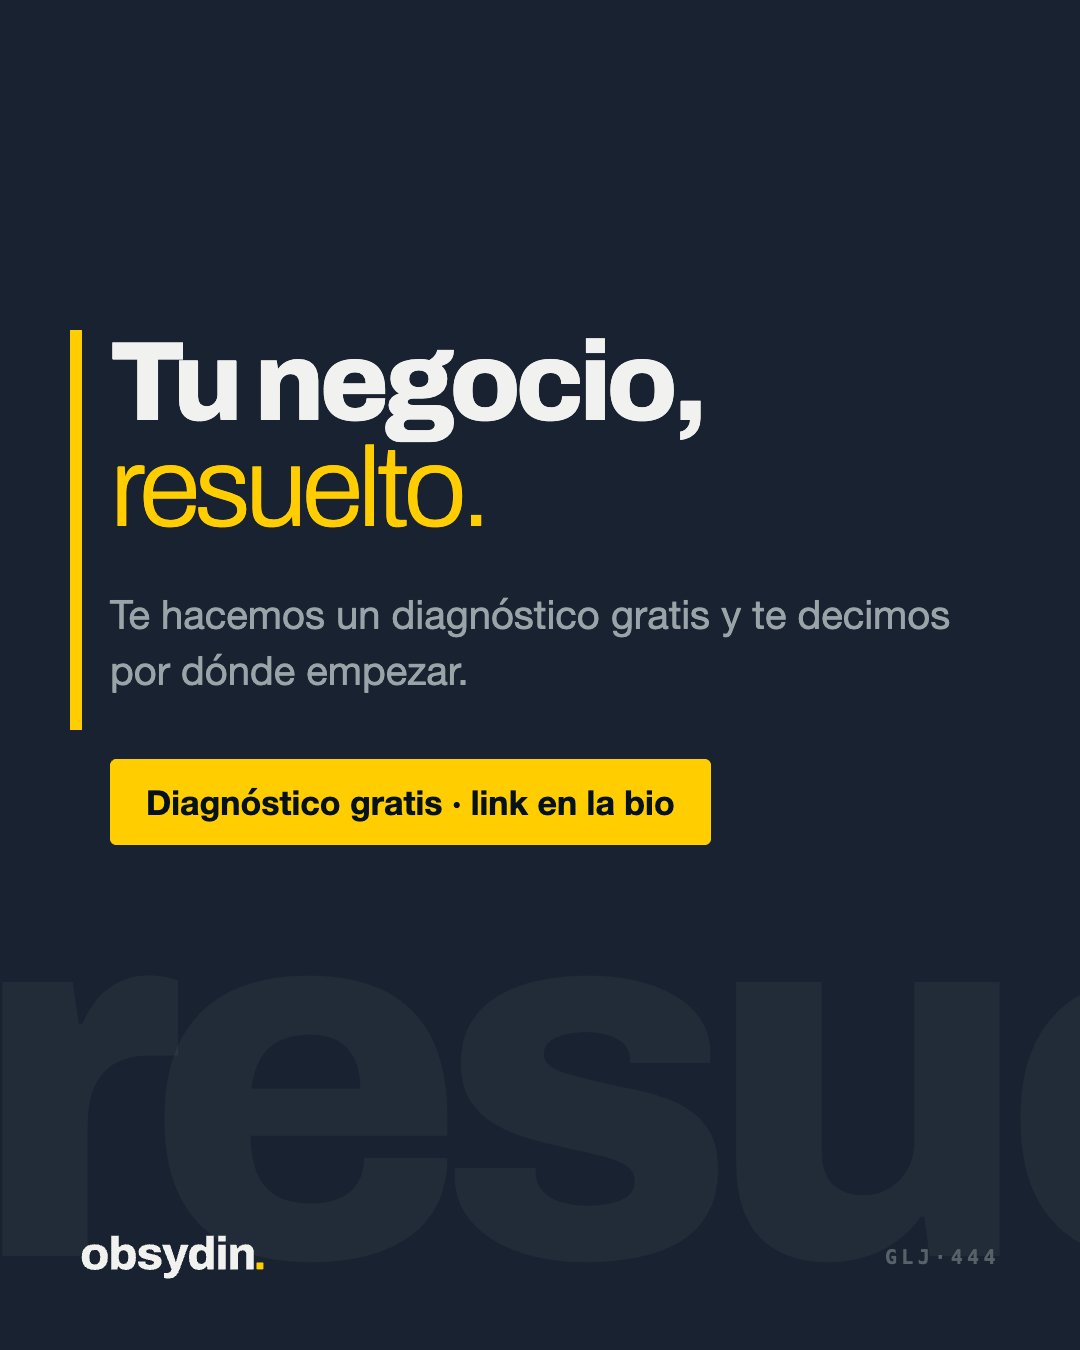 Tu negocio,
resuelto.
Te hacemos un diagnóstico gratis y te decimos
por dónde empezar.
Diagnóstico gratis · link en la bio
resue
obsydin.
GLJ·444